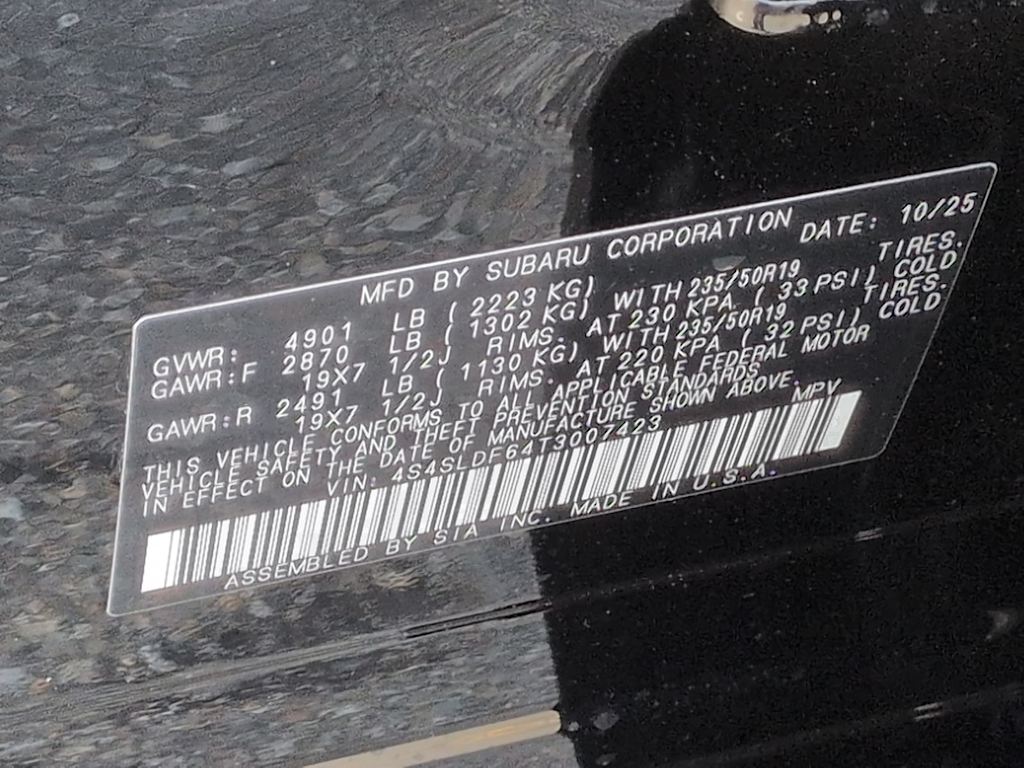 MFD BY SUBARU CORPORATION DATE: 10/25
GVWR: 4901 LB ( 2223 KG)
GAWR:F 2870 LB ( 1302 KG) WITH 235/50R19 TIRES.
19X7 1/2J RIMS. AT 230 KPA ( 33 PSI) COLD
GAWR:R 2491 LB ( 1130 KG) WITH 235/50R19 TIRES.
19X7 1/2J RIMS. AT 220 KPA ( 32 PSI) COLD
THIS VEHICLE CONFORMS TO ALL APPLICABLE FEDERAL MOTOR
VEHICLE SAFETY AND THEFT PREVENTION STANDARDS
IN EFFECT ON THE DATE OF MANUFACTURE SHOWN ABOVE.
VIN: 4S4SLDF64T3007423 MPV
ASSEMBLED BY SIA INC. MADE IN U.S.A.